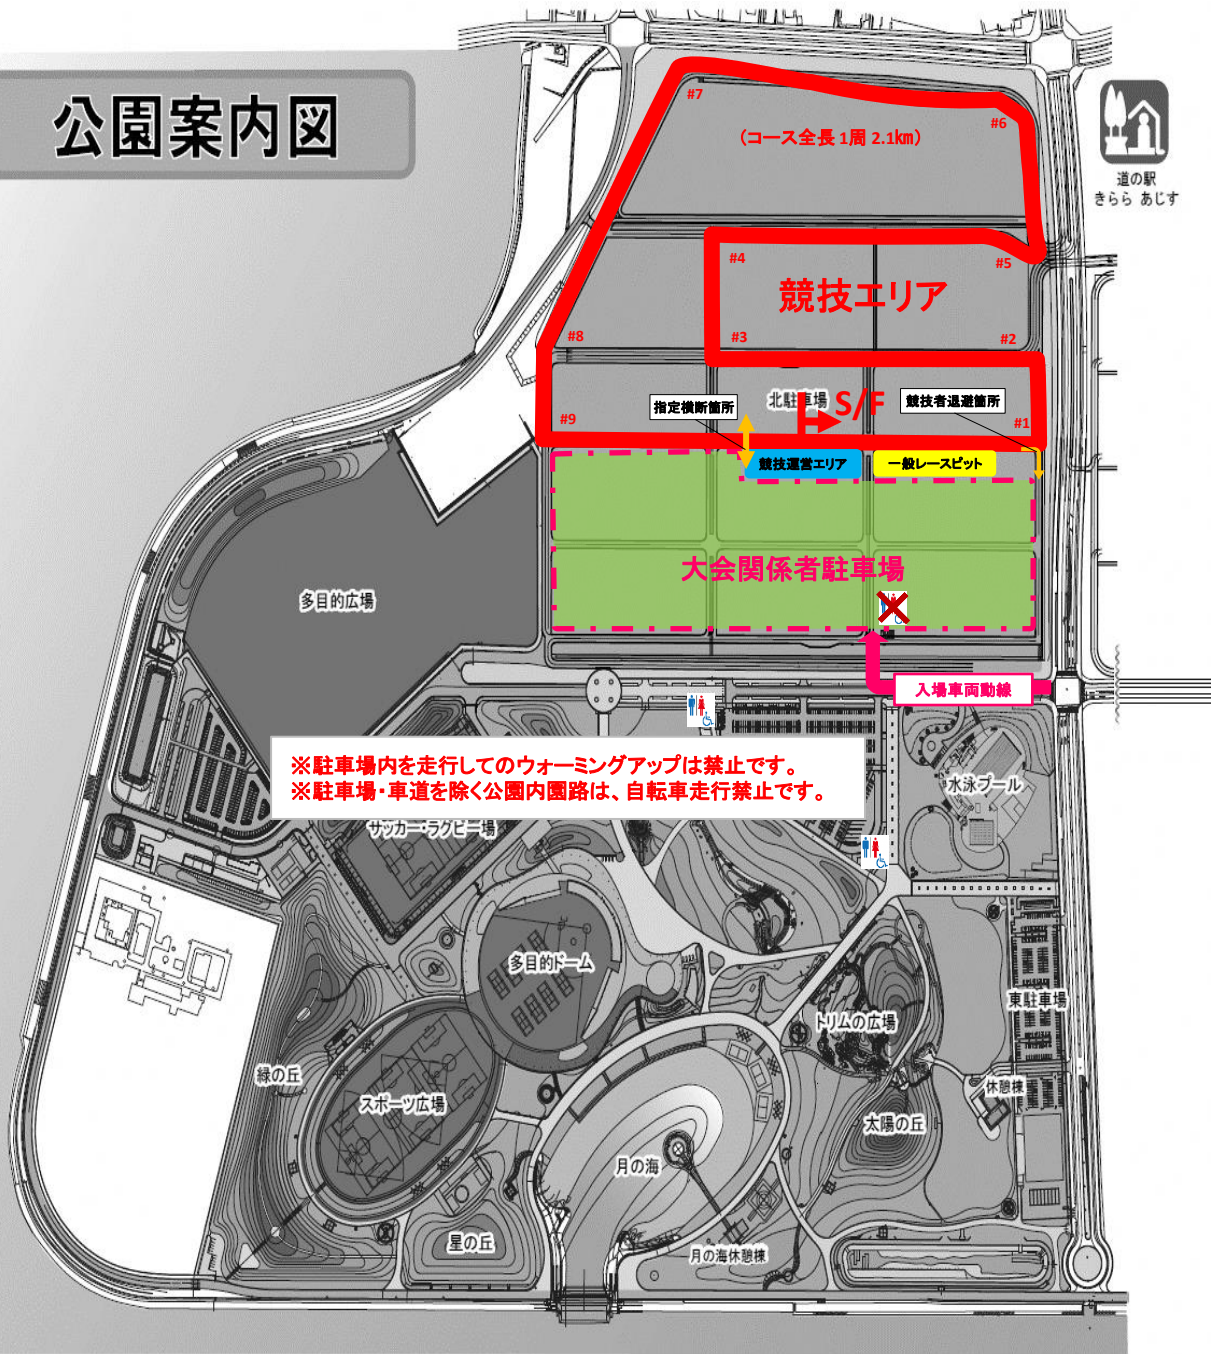 公園案内図
#7
#6
(コース全長1周 2.1km)
道の駅
きらら あじす
#4
#5
競技エリア
#8
#3
#2
北駐車場
S/F
指定横断箇所
競技者退避箇所
#9
#1
競技運営エリア
一般レースピット
大会関係者駐車場
多目的広場
入場車両動線
※駐車場内を走行してのウォーミングアップは禁止です。
※駐車場・車道を除く公園内園路は、自転車走行禁止です。
水泳プール
サッカー・ラグビー場
多目的ドーム
東駐車場
トリムの広場
緑の丘
休憩棟
スポーツ広場
太陽の丘
月の海
星の丘
月の海休憩棟